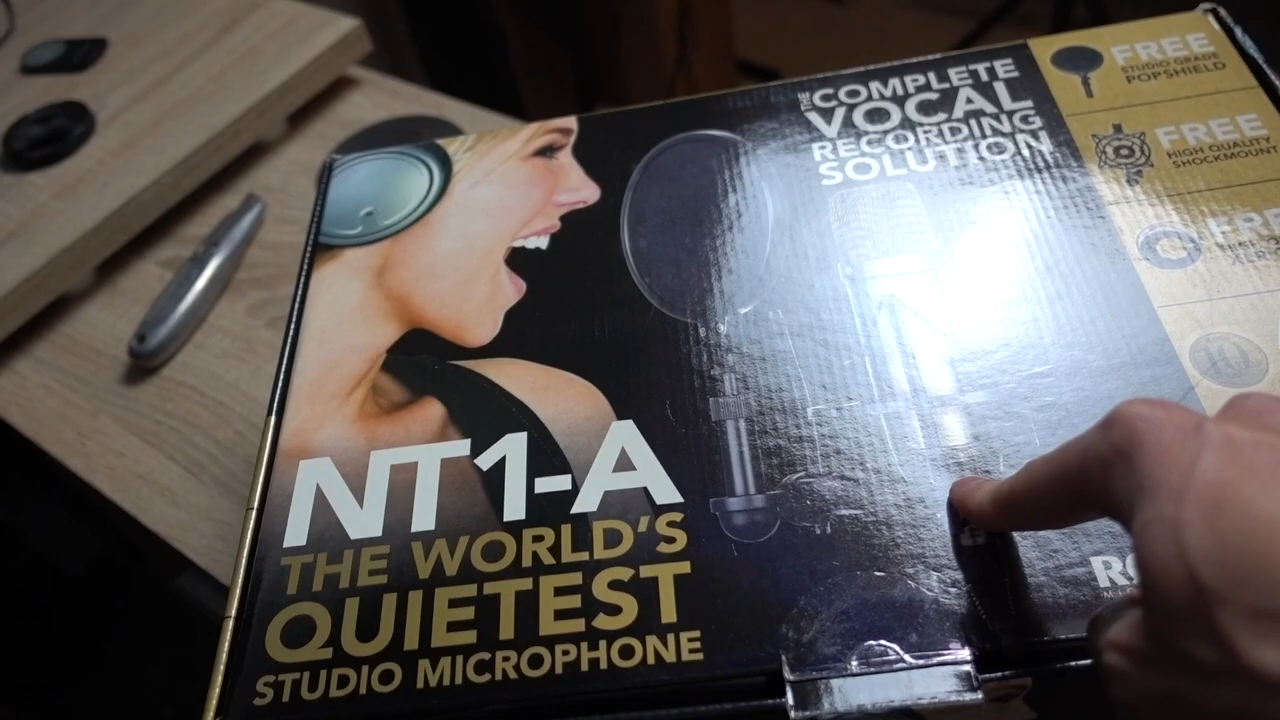 THE COMPLETE
VOCAL
RECORDING
SOLUTION
FREE
STUDIO GRADE
POPSHIELD
FREE
HIGH QUALITY
SHOCKMOUNT
NT1-A
THE WORLD'S
QUIETEST
STUDIO MICROPHONE